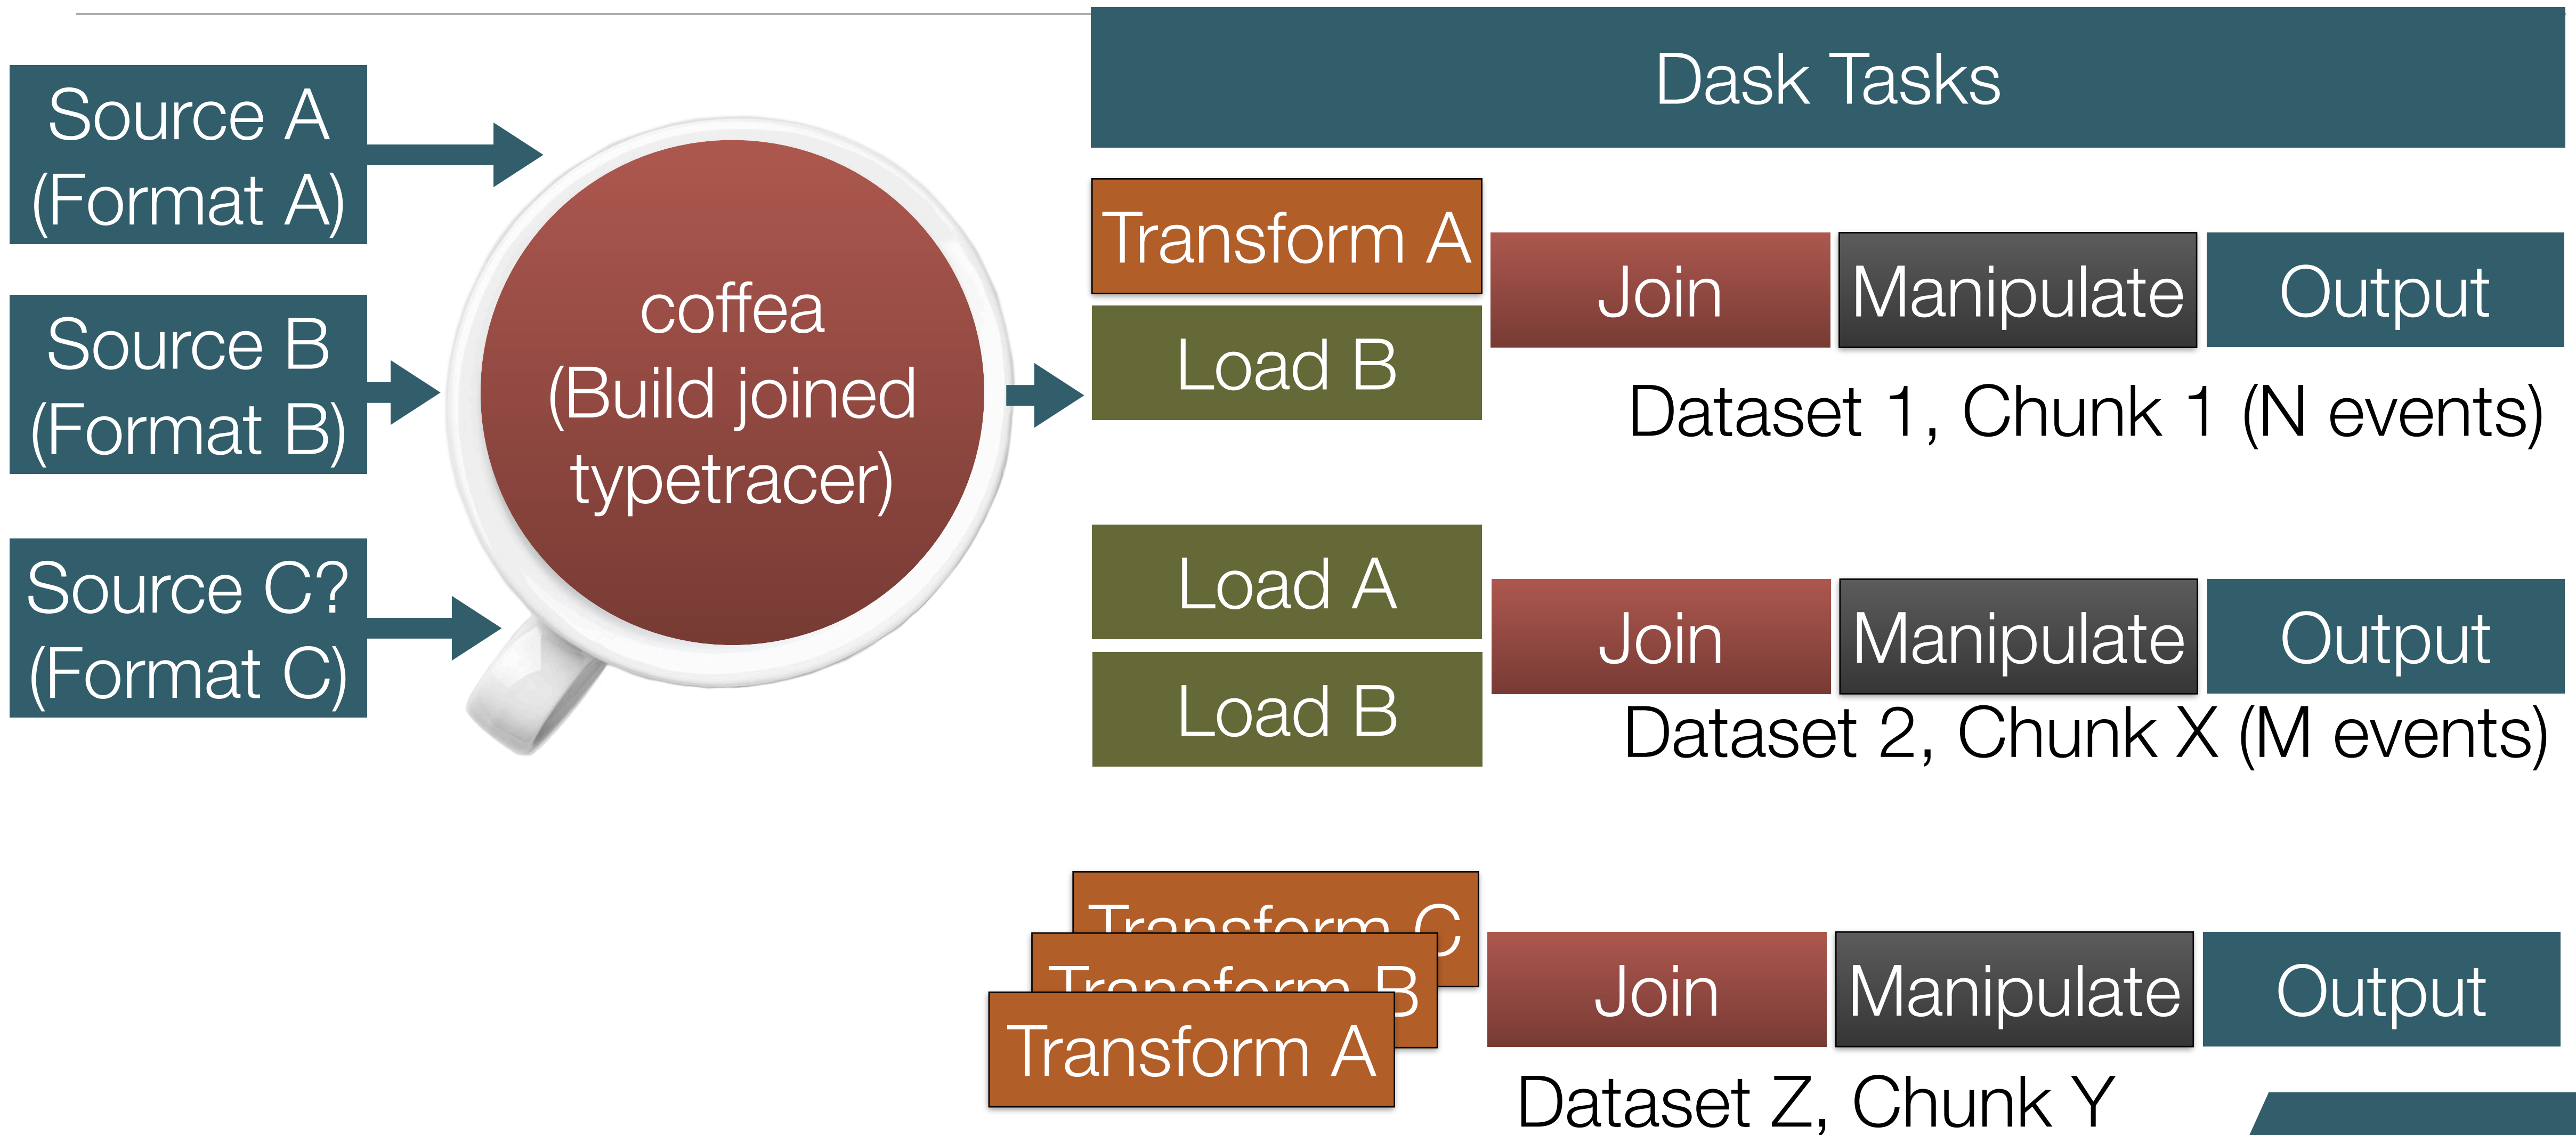 Source A
(Format A)
Source B
(Format B)
Source C?
(Format C)
coffea
(Build joined
typetracer)
Dask Tasks
Transform A
Load B
Join
Manipulate
Output
Dataset 1, Chunk 1 (N events)
Load A
Load B
Join
Manipulate
Output
Dataset 2, Chunk X (M events)
Transform C
Transform B
Transform A
Join
Manipulate
Output
Dataset Z, Chunk Y